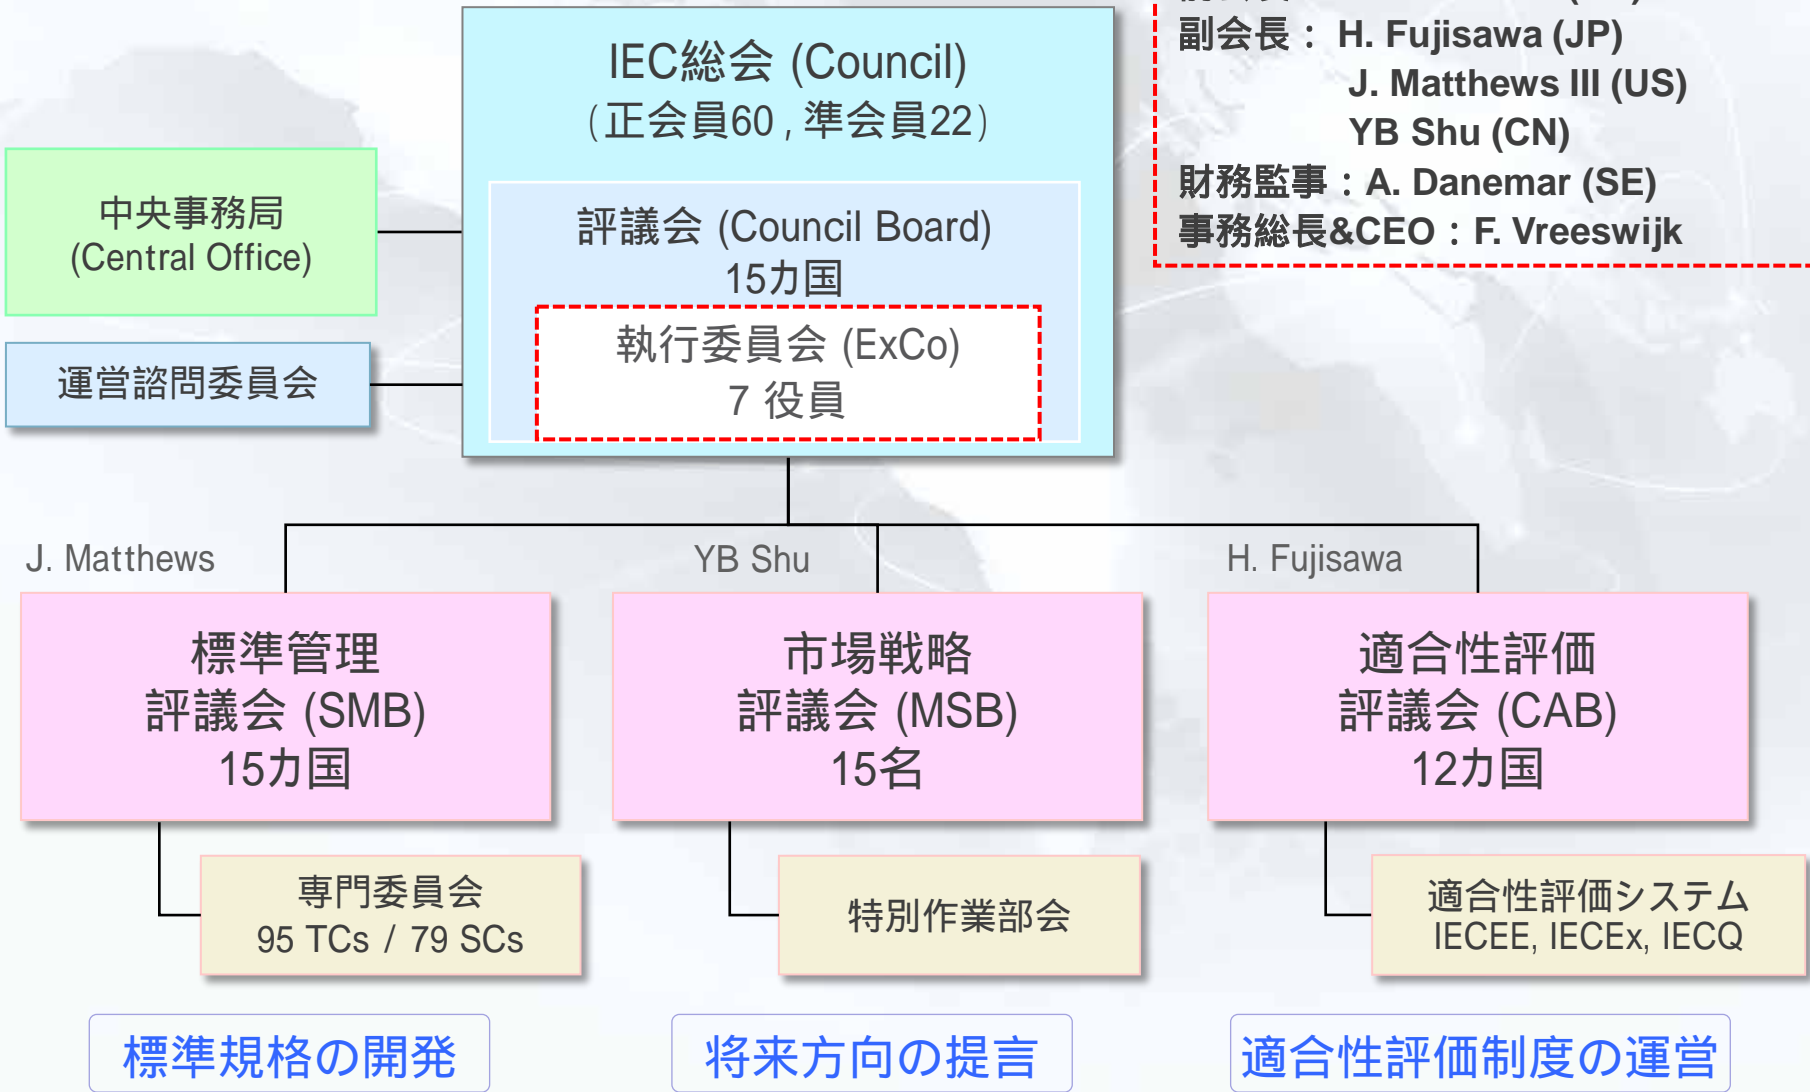 副会長： H. Fujisawa (JP)
J. Matthews III (US)
YB Shu (CN)
財務監事：A. Danemar (SE)
事務総長&CEO：F. Vreeswijk
IEC総会 (Council)
（正会員60 , 準会員22）
中央事務局
(Central Office)
評議会 (Council Board)
15カ国
執行委員会 (ExCo)
7 役員
運営諮問委員会
J. Matthews
YB Shu
H. Fujisawa
標準管理
評議会 (SMB)
15カ国
市場戦略
評議会 (MSB)
15名
適合性評価
評議会 (CAB)
12カ国
専門委員会
95 TCs / 79 SCs
特別作業部会
適合性評価システム
IECEE, IECEx, IECQ
標準規格の開発
将来方向の提言
適合性評価制度の運営